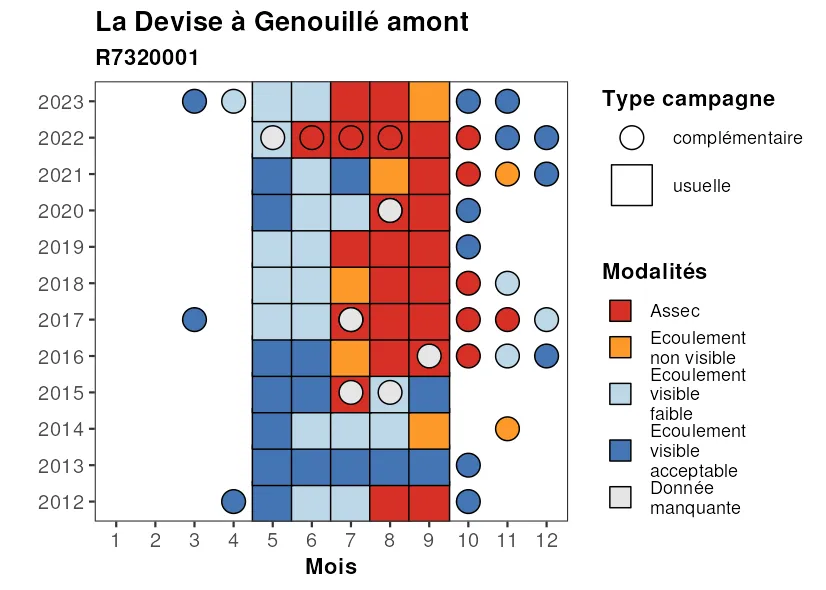 La Devise à Genouillé amont
R7320001
2023
2022
2021
2020
2019
2018
2017
2016
2015
2014
2013
2012
1 2 3 4 5 6 7 8 9 10 11 12
Mois
Type campagne
complémentaire
usuelle
Modalités
Assec
Ecoulement
non visible
Ecoulement
visible
faible
Ecoulement
visible
acceptable
Donnée
manquante